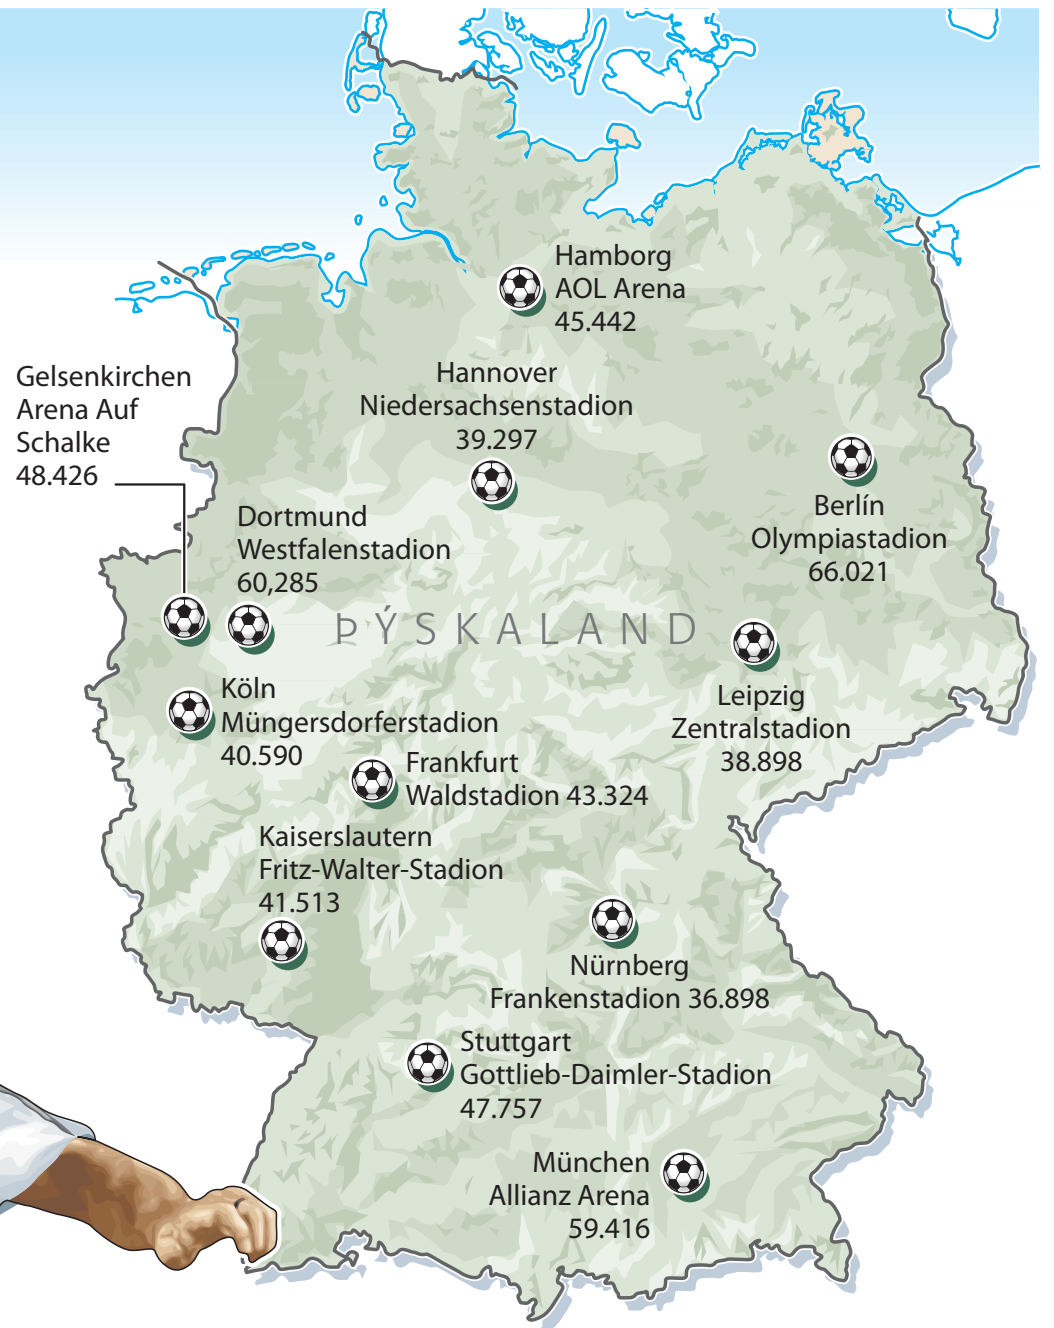 Hamborg
AOL Arena
45.442
Gelsenkirchen
Arena Auf
Schalke
48.426
Hannover
Niedersachsenstadion
39.297
Berlín
Olympiastadion
66.021
Dortmund
Westfalenstadion
60,285
ÞÝSKALAND
Köln
Müngersdorferstadion
40.590
Leipzig
Zentralstadion
38.898
Frankfurt
Waldstadion 43.324
Kaiserslautern
Fritz-Walter-Stadion
41.513
Nürnberg
Frankenstadion 36.898
Stuttgart
Gottlieb-Daimler-Stadion
47.757
München
Allianz Arena
59.416